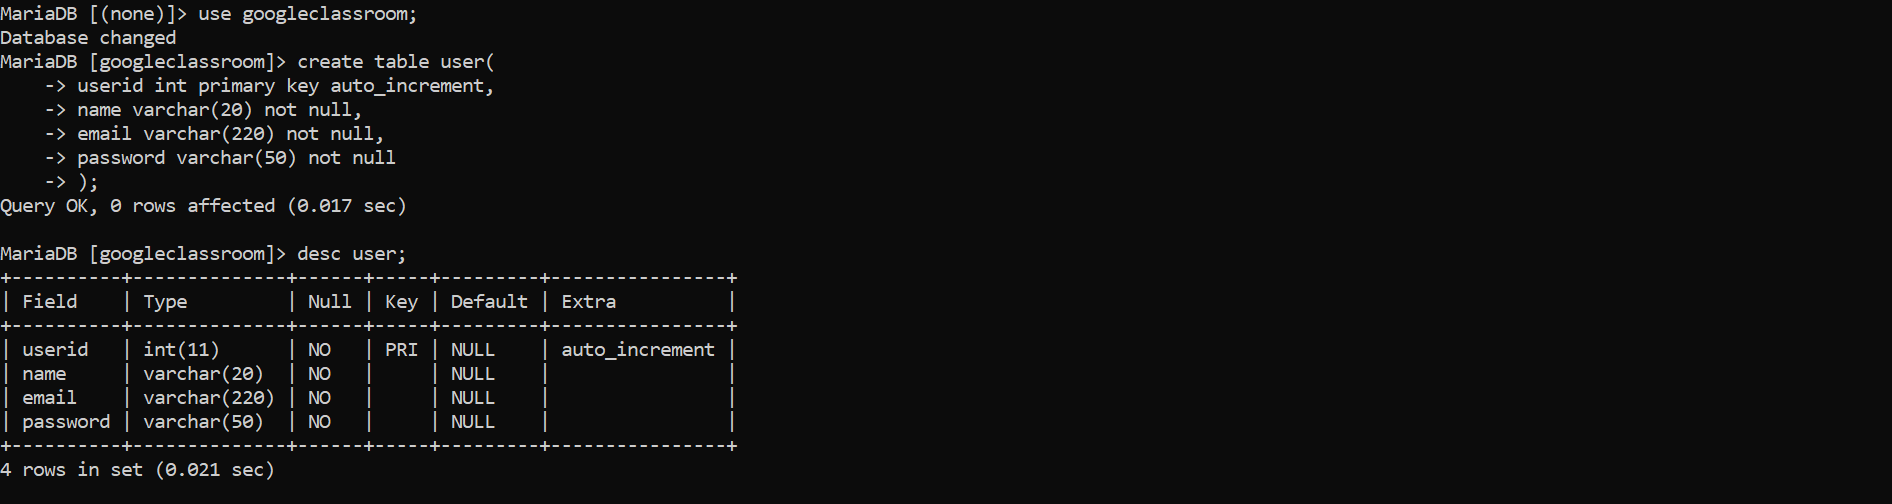 MariaDB [(none)]> use googleclassroom;
Database changed
MariaDB [googleclassroom]> create table user(
    -> userid int primary key auto_increment,
    -> name varchar(20) not null,
    -> email varchar(220) not null,
    -> password varchar(50) not null
    -> );
Query OK, 0 rows affected (0.017 sec)

MariaDB [googleclassroom]> desc user;
+----------+--------------+------+-----+---------+----------------+
| Field    | Type         | Null | Key | Default | Extra          |
+----------+--------------+------+-----+---------+----------------+
| userid   | int(11)      | NO   | PRI | NULL    | auto_increment |
| name     | varchar(20)  | NO   |     | NULL    |                |
| email    | varchar(220) | NO   |     | NULL    |                |
| password | varchar(50)  | NO   |     | NULL    |                |
+----------+--------------+------+-----+---------+----------------+
4 rows in set (0.021 sec)